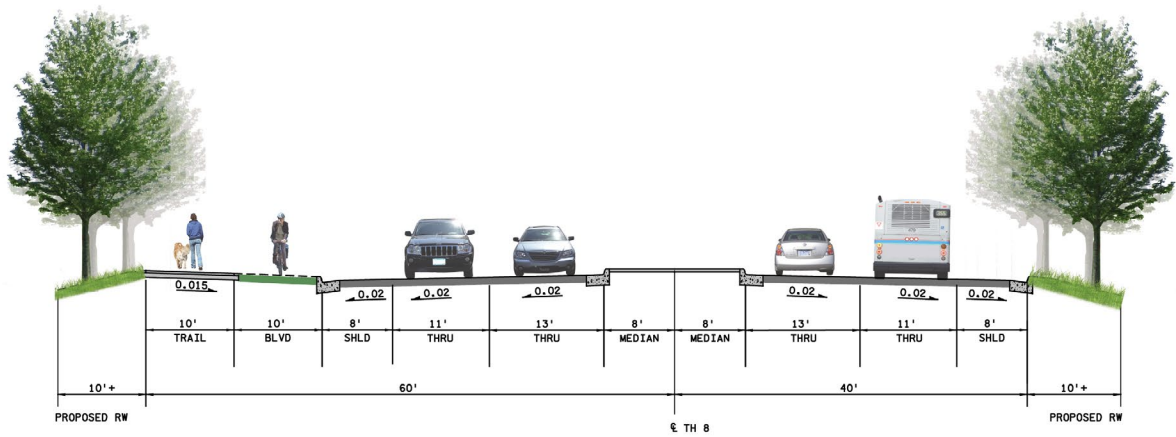 0.015 0.02 0.02 0.02 0.02 0.02 0.02
10' 10' 8' 11' 13' 8' 8' 13' 11' 8'
TRAIL BLVD SHLD THRU THRU MEDIAN MEDIAN THRU THRU SHLD
10'+ 60' 40' 10'+
PROPOSED RW PROPOSED RW
℄ TH 8